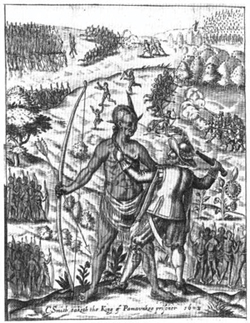 C. Smith taketh the King of Pamavnkee prisoner 1608